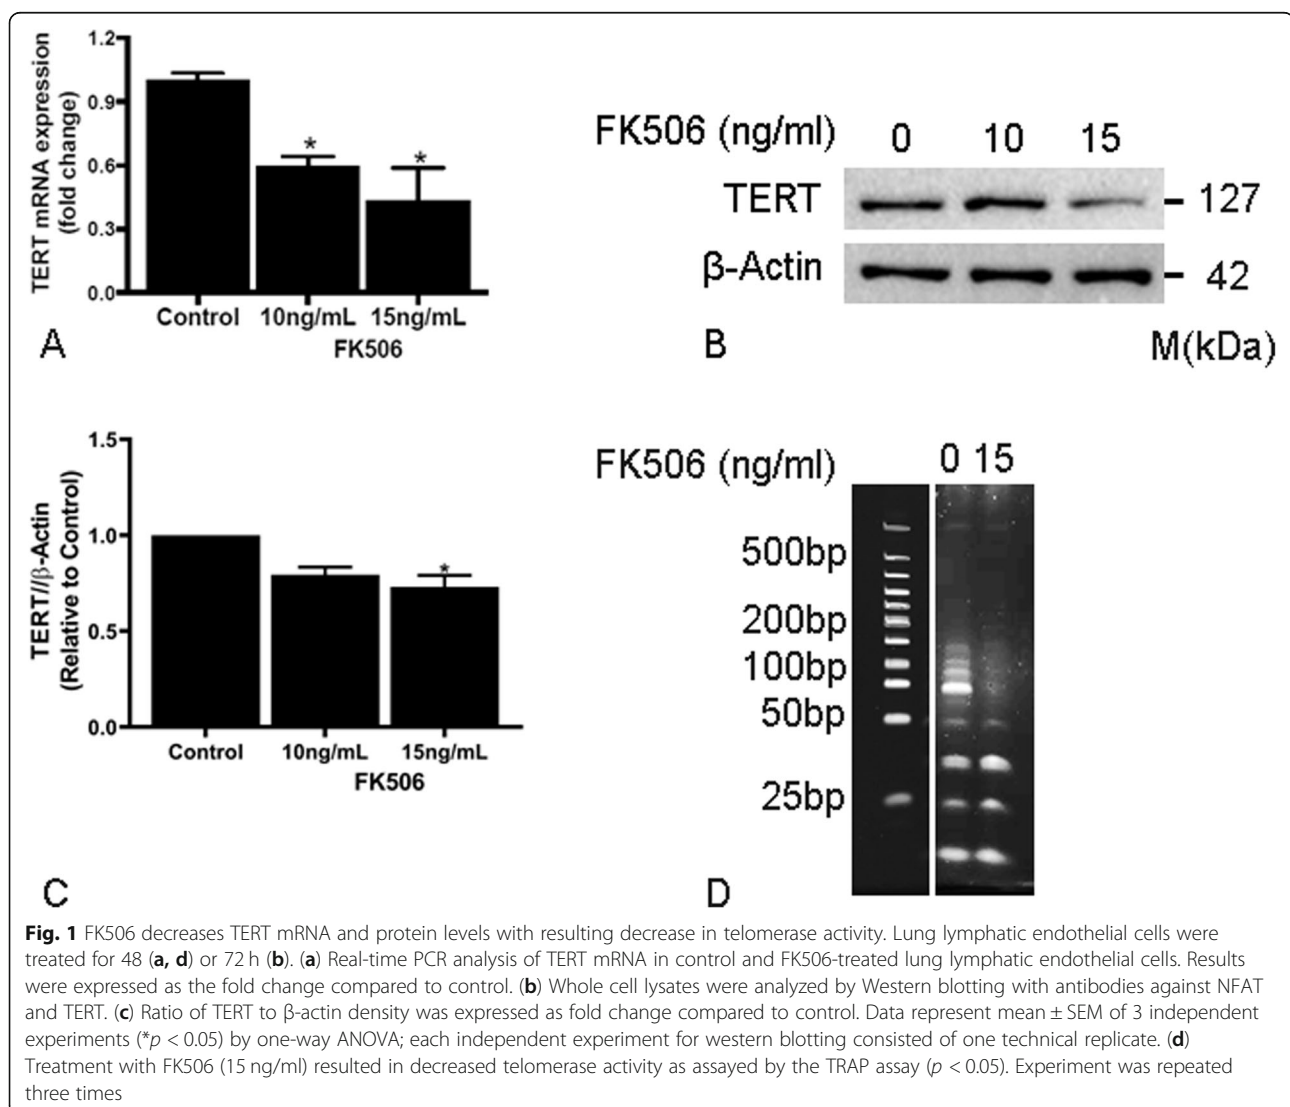 1.2
0.9
0.6
0.3
0.0
TERT mRNA expression
(fold change)
*
*
Control 10ng/mL 15ng/mL
FK506
A
FK506 (ng/ml) 0 10 15
TERT 127
β-Actin 42
B M(kDa)
1.5
1.0
0.5
0.0
TERT//β-Actin
(Relative to Control)
*
Control 10ng/mL 15ng/mL
FK506
C
FK506 (ng/ml) 0 15
500bp
200bp
100bp
50bp
25bp
D
Fig. 1 FK506 decreases TERT mRNA and protein levels with resulting decrease in telomerase activity. Lung lymphatic endothelial cells were
treated for 48 (a, d) or 72 h (b). (a) Real-time PCR analysis of TERT mRNA in control and FK506-treated lung lymphatic endothelial cells. Results
were expressed as the fold change compared to control. (b) Whole cell lysates were analyzed by Western blotting with antibodies against NFAT
and TERT. (c) Ratio of TERT to β-actin density was expressed as fold change compared to control. Data represent mean ± SEM of 3 independent
experiments (*p < 0.05) by one-way ANOVA; each independent experiment for western blotting consisted of one technical replicate. (d)
Treatment with FK506 (15 ng/ml) resulted in decreased telomerase activity as assayed by the TRAP assay (p < 0.05). Experiment was repeated
three times